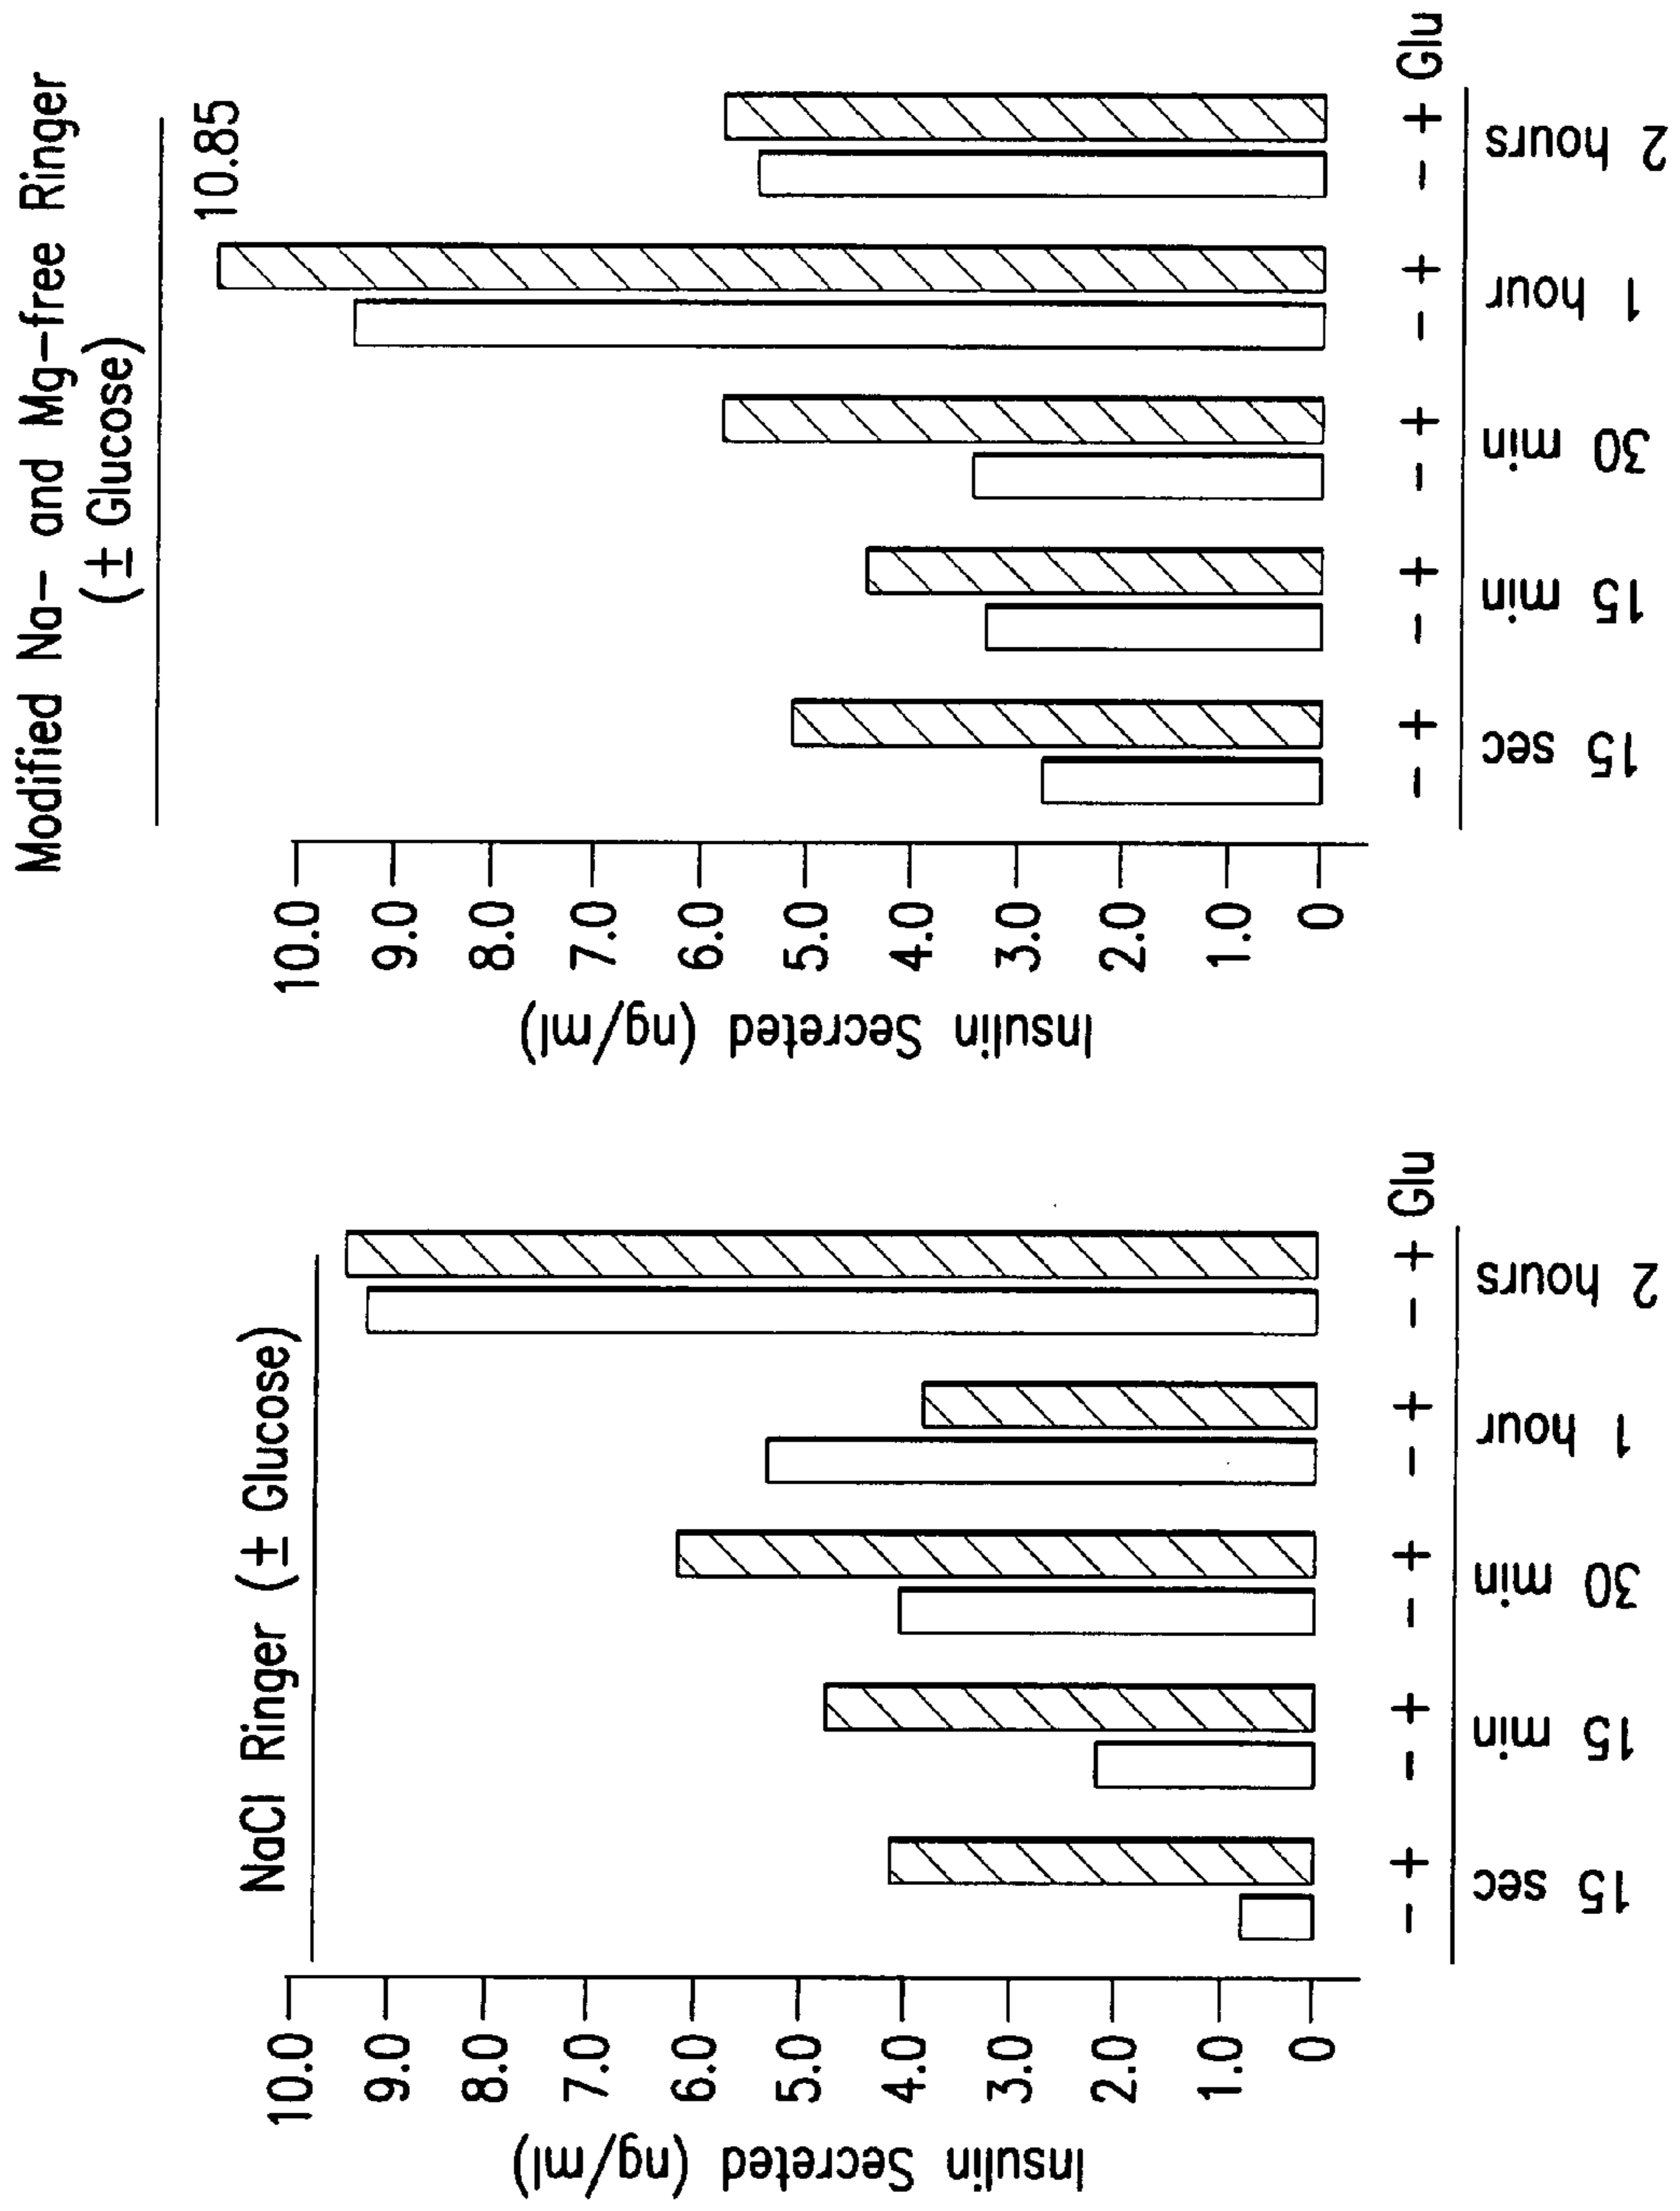 NaCl Ringer (± Glucose)
Insulin Secreted (ng/ml)
10.0
9.0
8.0
7.0
6.0
5.0
4.0
3.0
2.0
1.0
0
- + - + - + - + - + Glu
15 sec 15 min 30 min 1 hour 2 hours
Modified Na- and Mg-free Ringer
(± Glucose)
10.85
Insulin Secreted (ng/ml)
10.0
9.0
8.0
7.0
6.0
5.0
4.0
3.0
2.0
1.0
0
- + - + - + - + - + Glu
15 sec 15 min 30 min 1 hour 2 hours